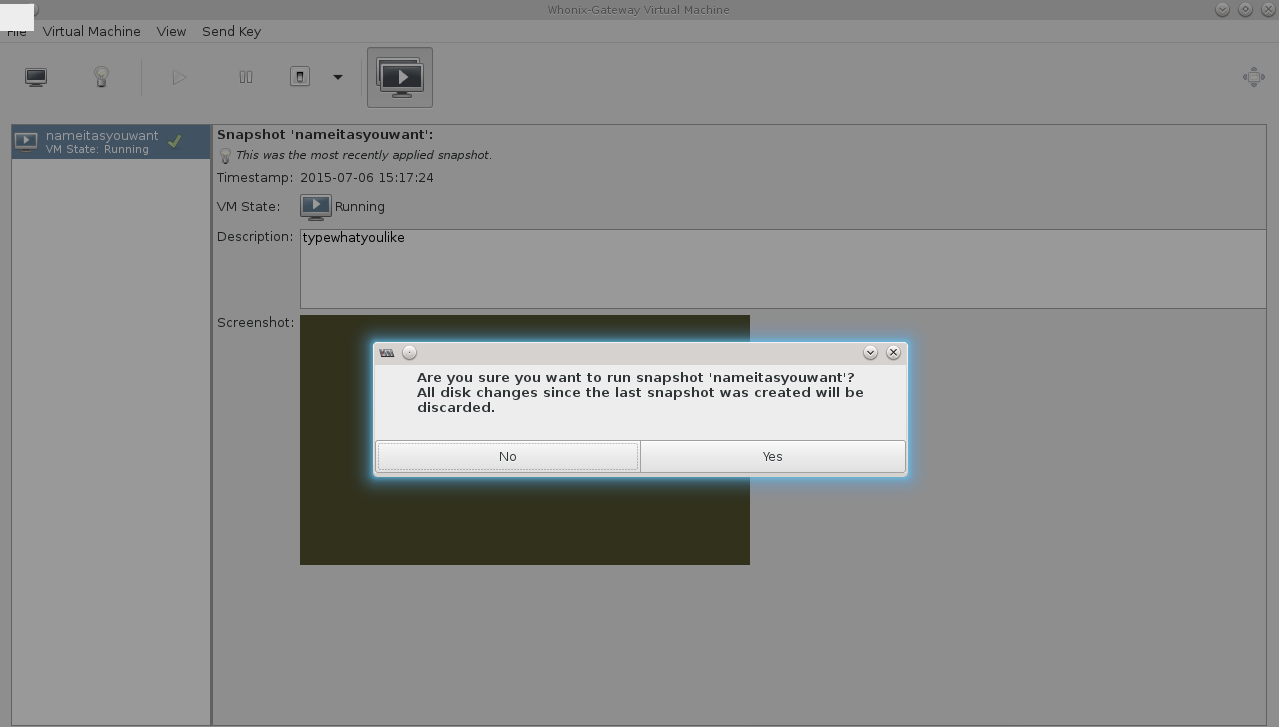 Whonix-Gateway Virtual Machine
File Virtual Machine View Send Key
nameitasyouwant
VM State: Running
Snapshot 'nameitasyouwant':
This was the most recently applied snapshot.
Timestamp: 2015-07-06 15:17:24
VM State: Running
Description: typewhatyoulike
Screenshot:
Are you sure you want to run snapshot 'nameitasyouwant'?
All disk changes since the last snapshot was created will be
discarded.
No Yes